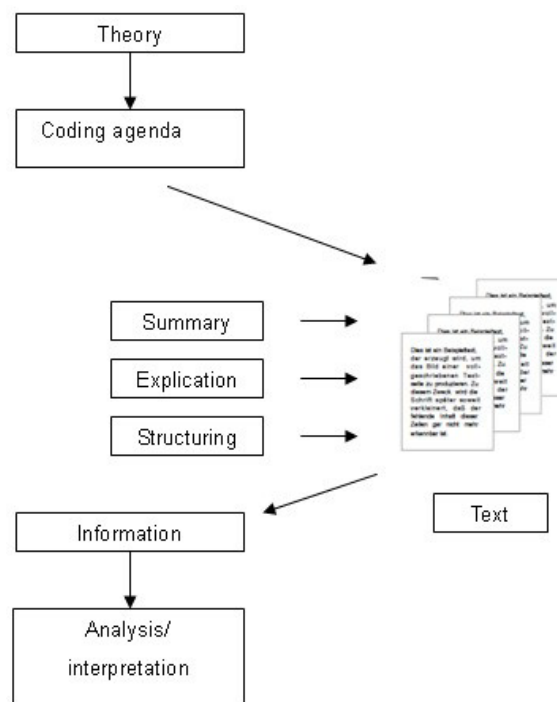 Theory
Coding agenda
Summary
Explication
Structuring
Dies ist ein Beispieltext,
der erzeugt wird, um
das Bild einer voll-
geschriebenen Text-
seite zu produzieren. Zu
diesem Zweck wird die
Schrift später soweit
verkleinert, daß der
fehlende Inhalt dieser
Zeilen gar nicht mehr
erkennbar ist.
Text
Information
Analysis/
interpretation